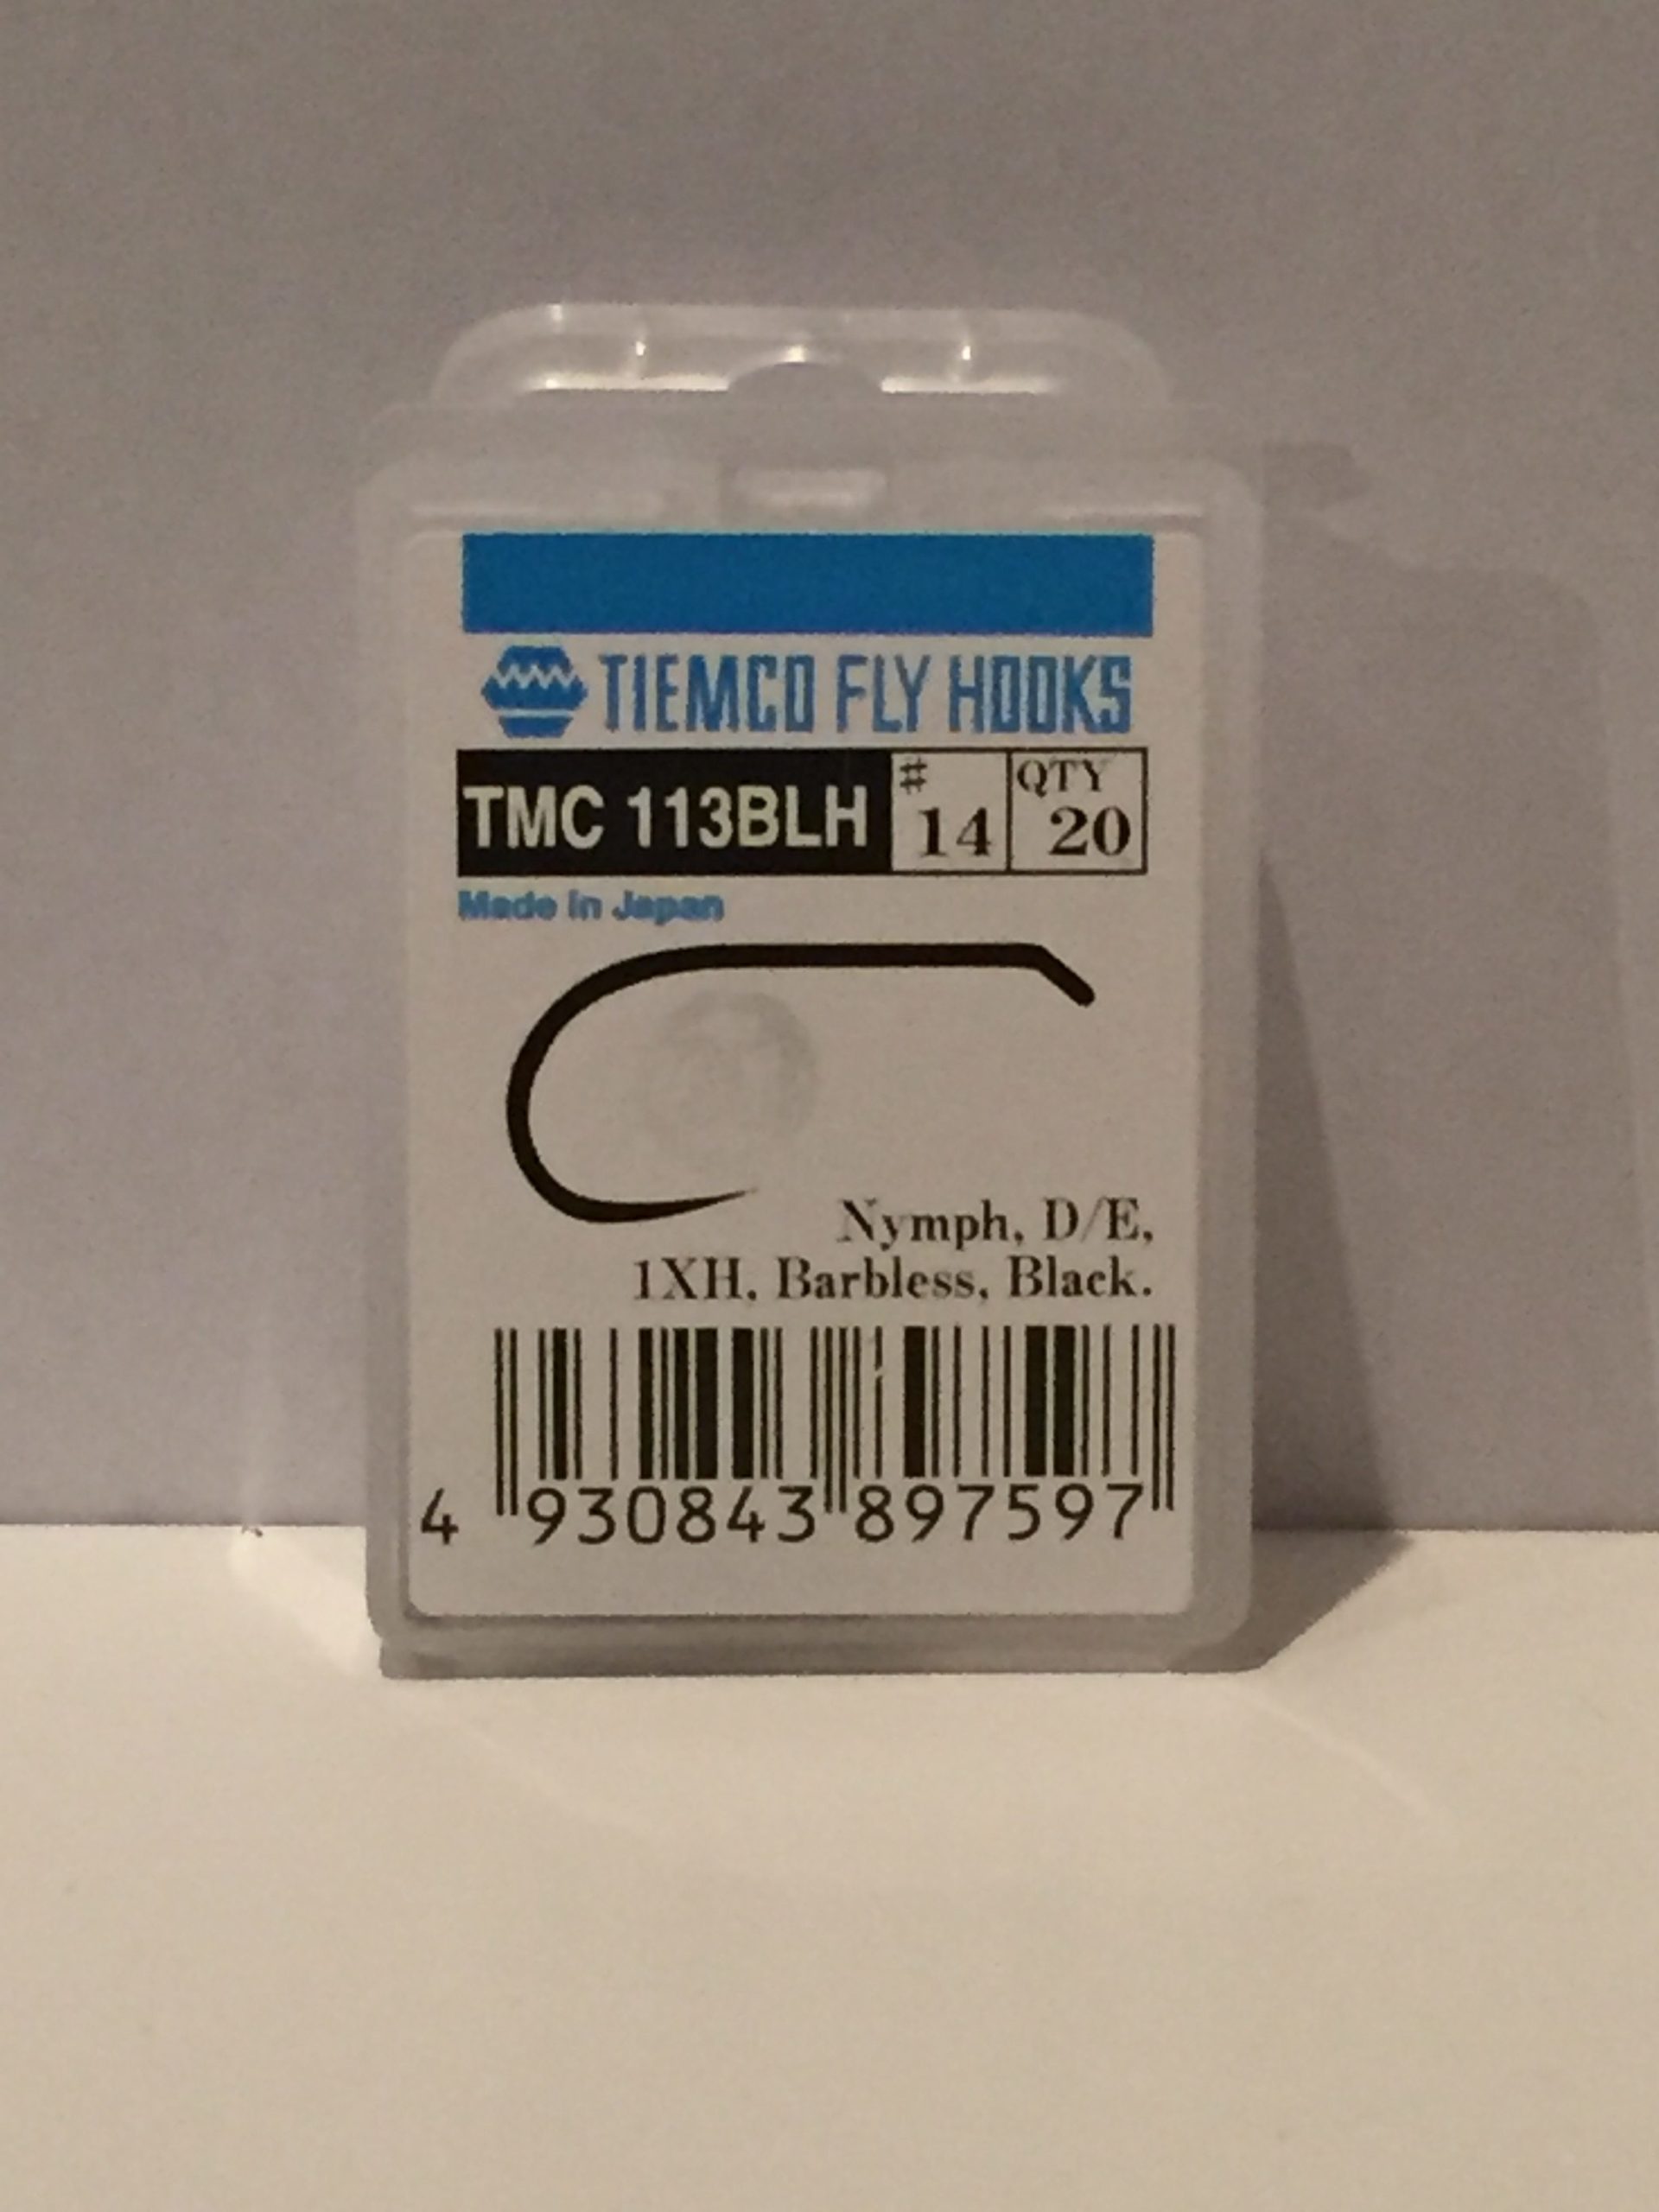 TIEMCO FLY HOOKS
TMC 113BLH # 14 QTY 20
Made in Japan
Nymph, D/E,
1XH, Barbless, Black.
4 930843 897597